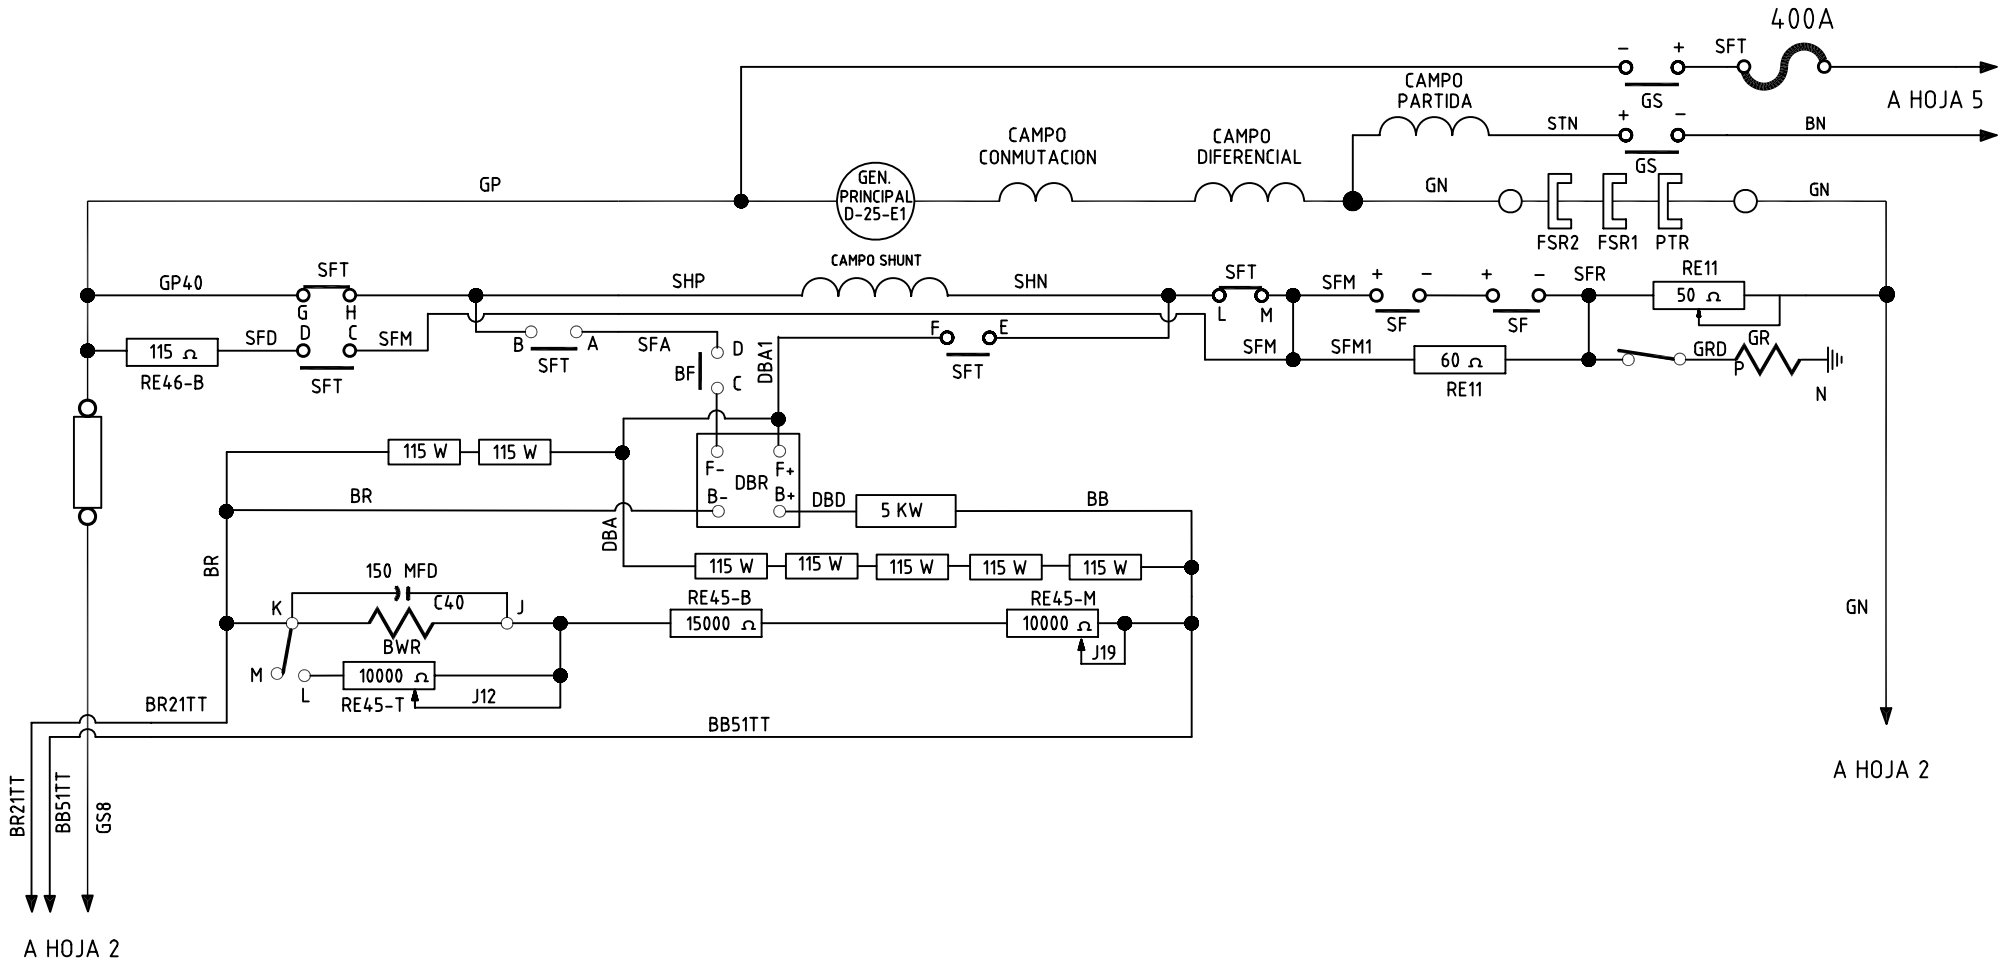 400A
SFT
- +
GS
A HOJA 5
CAMPO
PARTIDA
STN
+ -
GS
BN
CAMPO
CONMUTACION
CAMPO
DIFERENCIAL
GP
GEN.
PRINCIPAL
D-25-E1
GN
FSR2
FSR1
PTR
GN
GP40
SFT
G
H
SHP
CAMPO SHUNT
SHN
SFT
L
M
SFM
+ -
SF
+ -
SF
SFR
RE11
50 Ω
115 Ω
RE46-B
SFD
D
C
SFT
SFM
B
A
SFT
SFA
D
BF
C
DBA1
F
E
SFT
SFM
SFM1
60 Ω
RE11
GRD
GR
P
N
115 W
115 W
F-
F+
DBR
B-
B+
BR
DBD
5 KW
BB
DBA
BR
115 W
115 W
115 W
115 W
115 W
150 MFD
C40
K
J
BWR
RE45-B
15000 Ω
RE45-M
10000 Ω
J19
M
L
10000 Ω
RE45-T
J12
BR21TT
BB51TT
BR21TT
BB51TT
GS8
GN
A HOJA 2
A HOJA 2